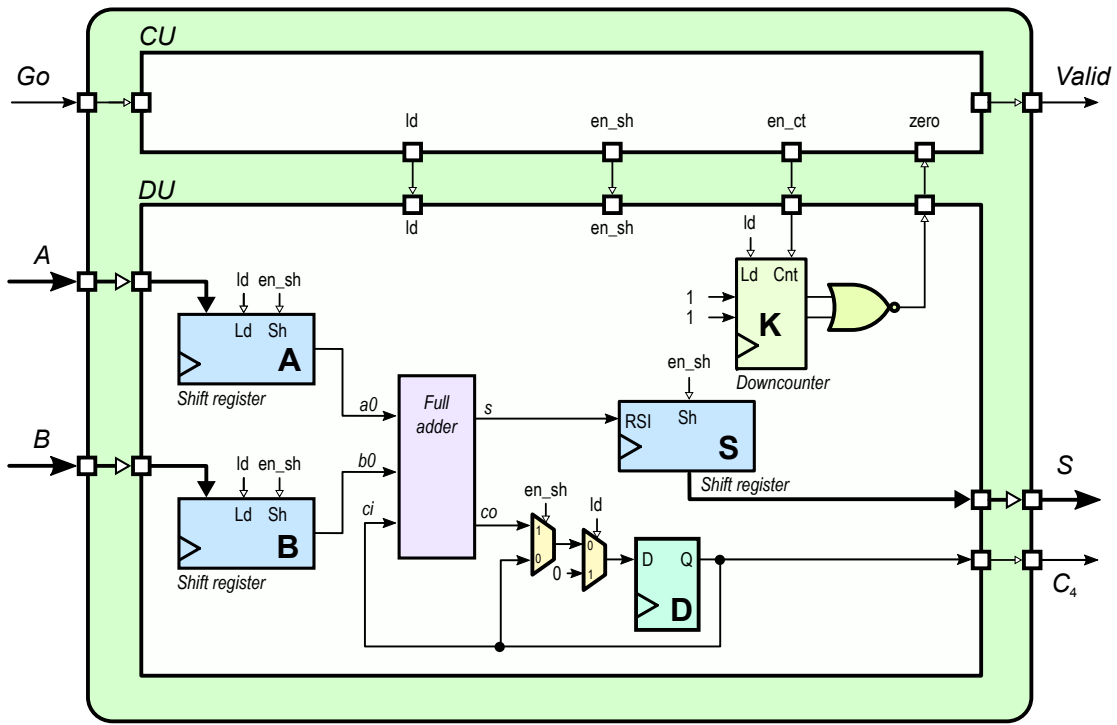 CU
Go
Valid
ld
en_sh
en_ct
zero
DU
ld
en_sh
ld
A
Ld
Cnt
1
K
1
ld
en_sh
Ld
Sh
A
Shift register
Downcounter
en_sh
a0
Full
adder
s
RSI
Sh
S
Shift register
B
b0
ld
en_sh
Ld
Sh
B
Shift register
ci
co
en_sh
1
0
ld
0
1
0
D
Q
D
S
C4